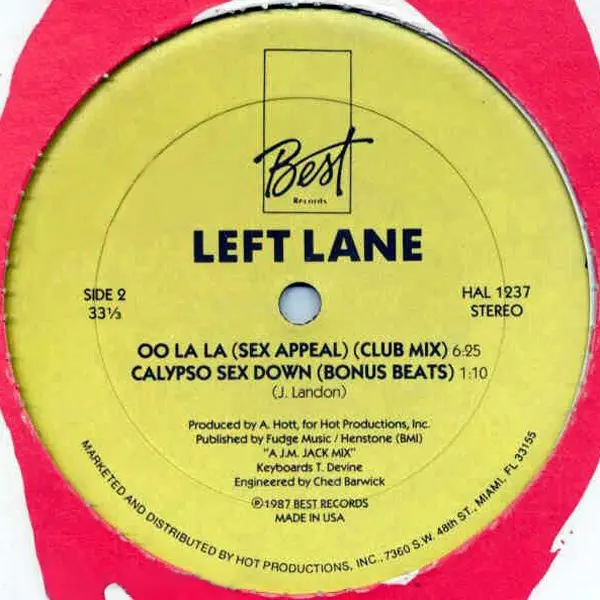 Best
Records
LEFT LANE
SIDE 2
33⅓
HAL 1237
STEREO
OO LA LA (SEX APPEAL) (CLUB MIX) 6:25
CALYPSO SEX DOWN (BONUS BEATS) 1:10
(J. Landon)
Produced by A. Hott, for Hot Productions, Inc.
Published by Fudge Music / Henstone (BMI)
"A J.M. JACK MIX"
Keyboards T. Devine
Engineered by Ched Barwick
℗1987 BEST RECORDS
MADE IN USA
MARKETED AND DISTRIBUTED BY HOT PRODUCTIONS, INC., 7360 S.W. 48th ST., MIAMI, FL 33155